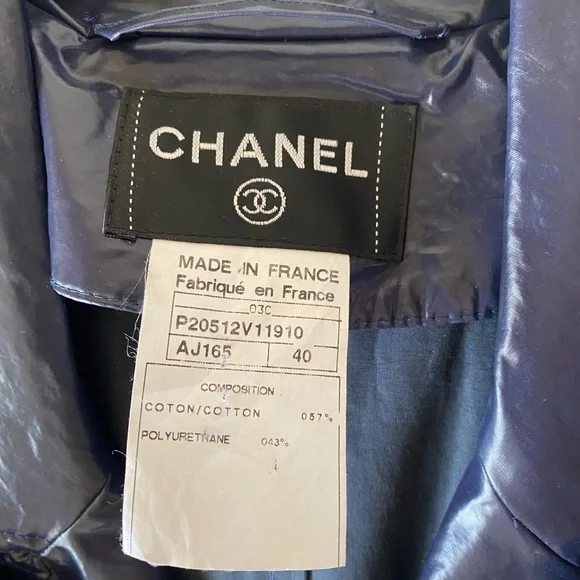 CHANEL
MADE IN FRANCE
Fabriqué en France
03C
P20512V11910
AJ165 40
COMPOSITION
COTON/COTTON 057%
POLYURETHANE 043%